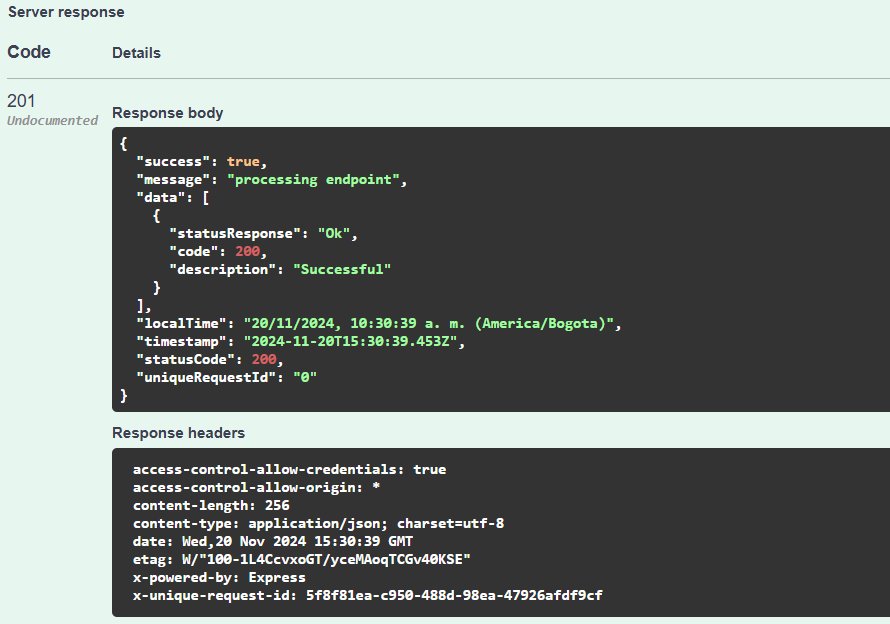 Server response
Code Details
201
Undocumented
Response body
{
  "success": true,
  "message": "processing endpoint",
  "data": [
    {
      "statusResponse": "Ok",
      "code": 200,
      "description": "Successful"
    }
  ],
  "localTime": "20/11/2024, 10:30:39 a. m. (America/Bogota)",
  "timestamp": "2024-11-20T15:30:39.453Z",
  "statusCode": 200,
  "uniqueRequestId": "0"
}
Response headers
access-control-allow-credentials: true
access-control-allow-origin: *
content-length: 256
content-type: application/json; charset=utf-8
date: Wed,20 Nov 2024 15:30:39 GMT
etag: W/"100-1L4CcvxoGT/yceMAoqTCGv40KSE"
x-powered-by: Express
x-unique-request-id: 5f8f81ea-c950-488d-98ea-47926afdf9cf